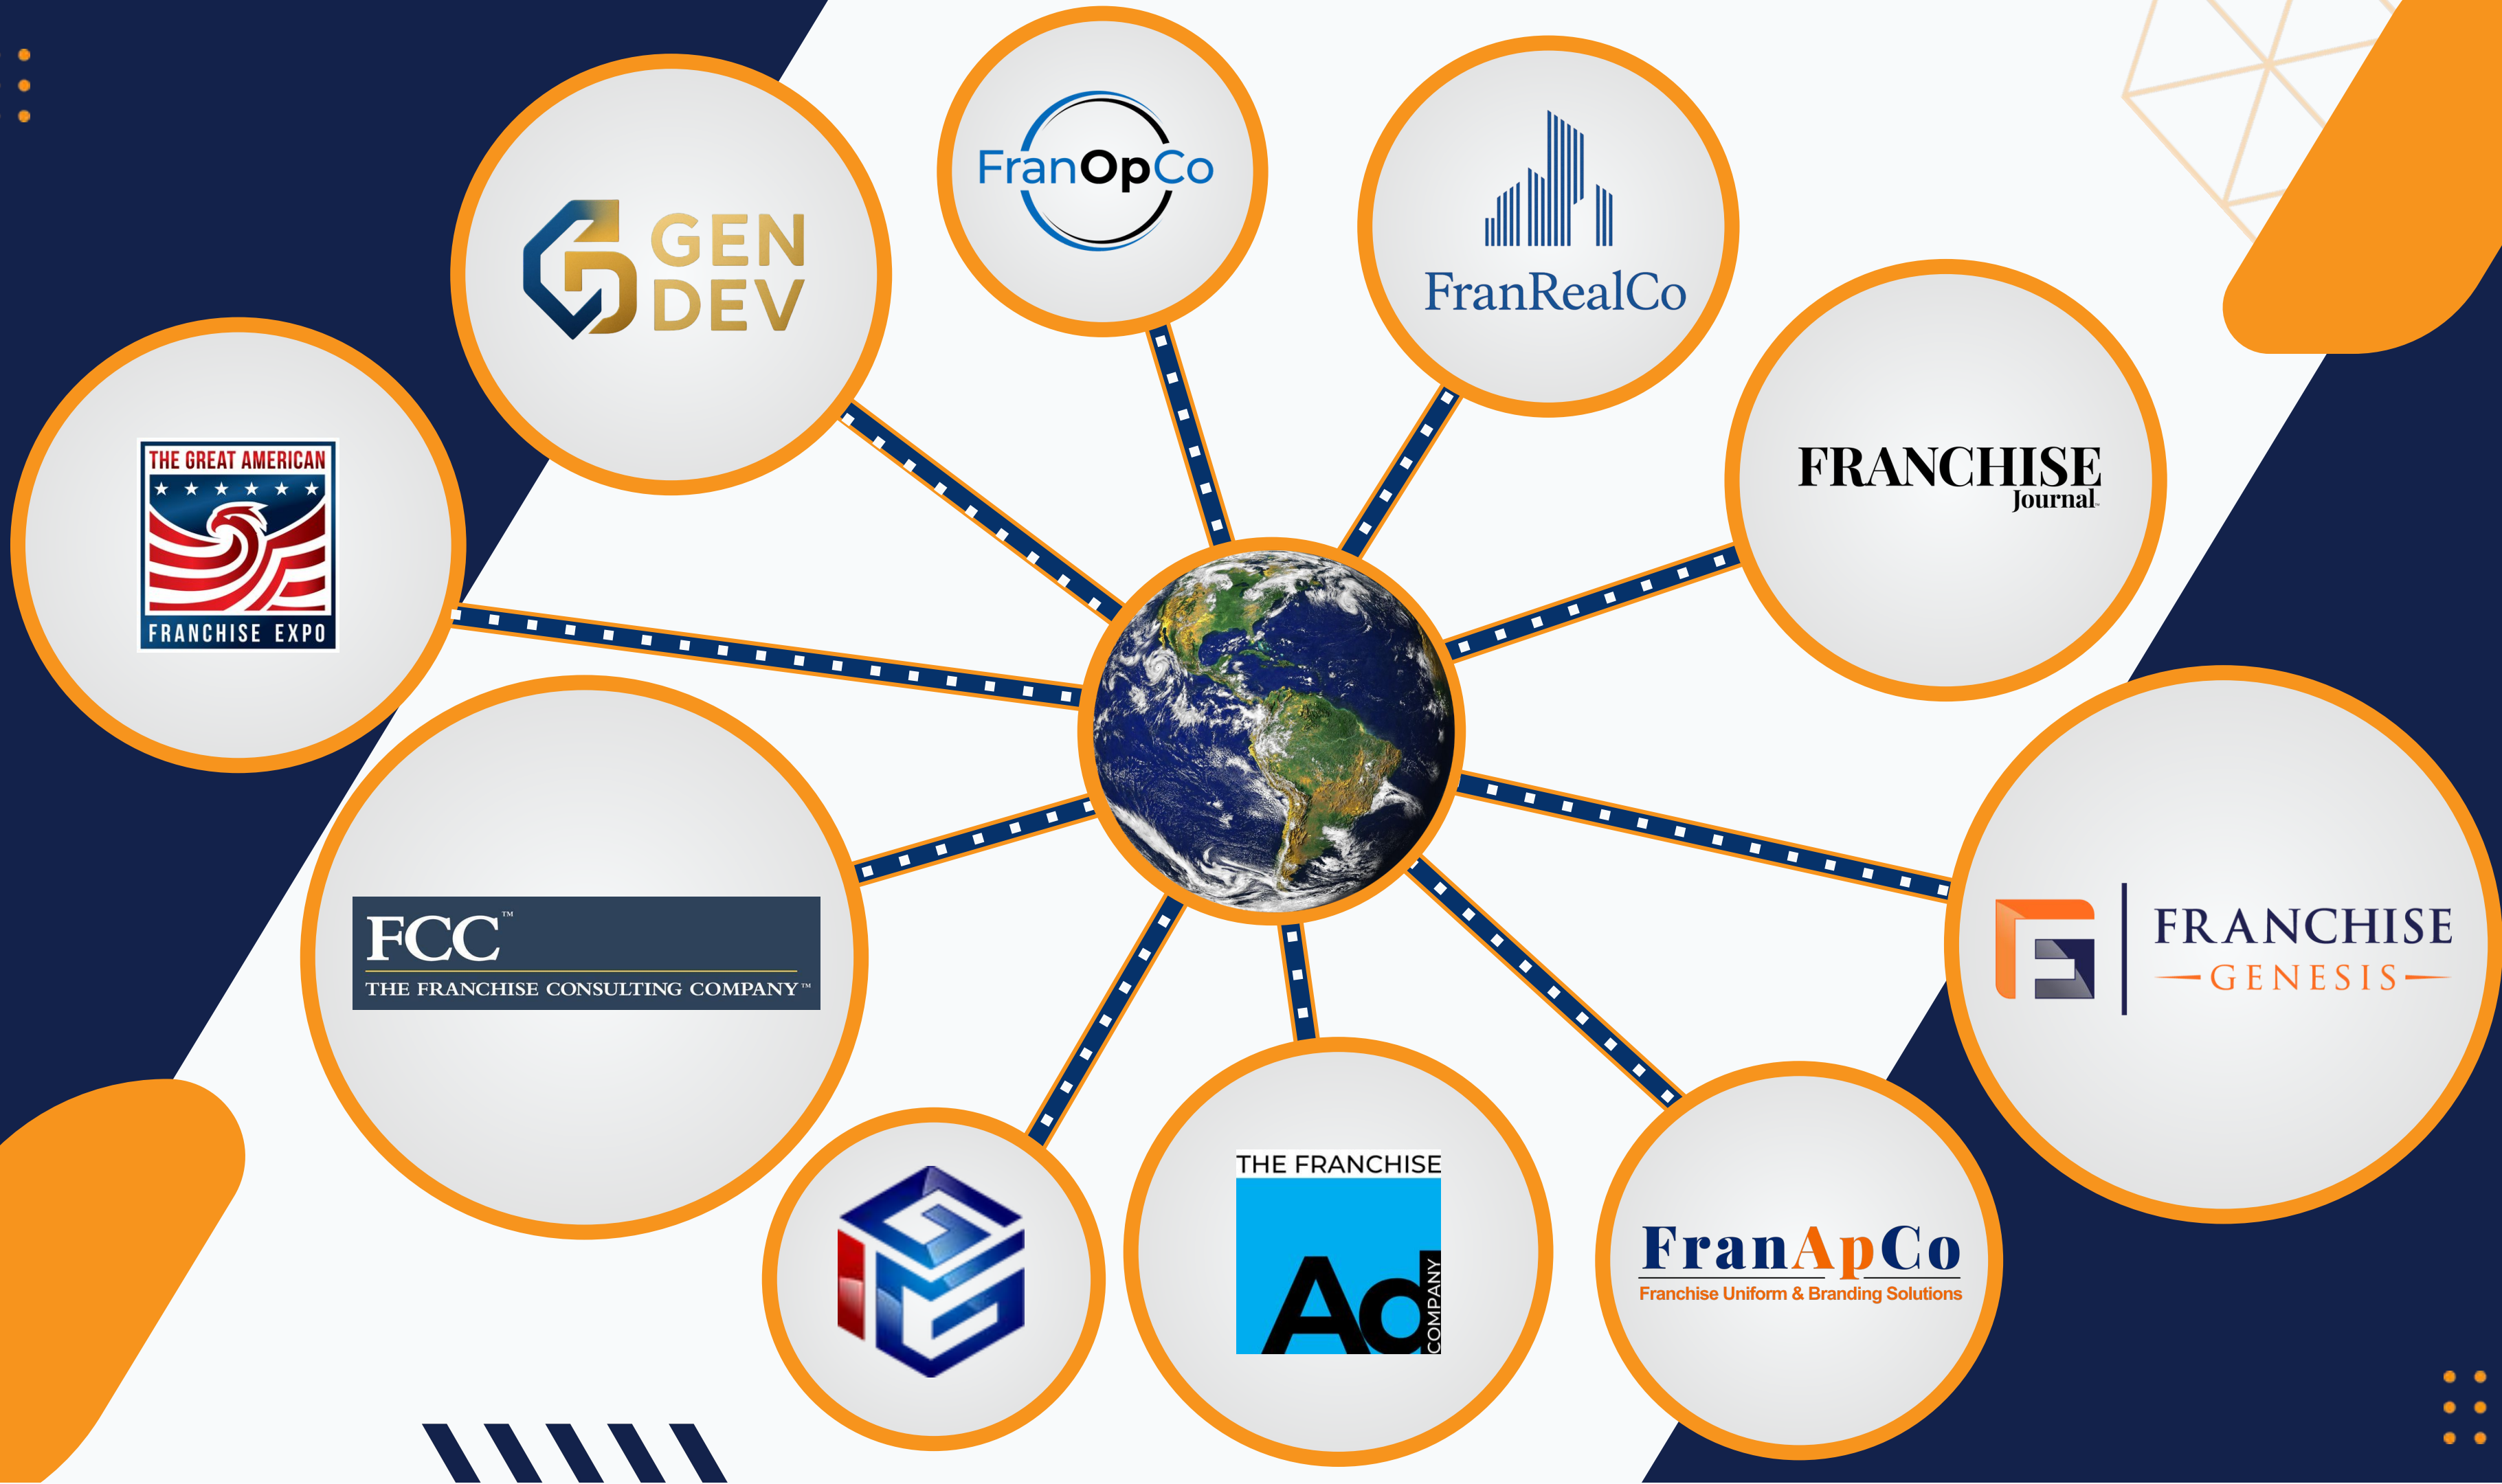 GEN
DEV
FranOpCo
FranRealCo
THE GREAT AMERICAN
FRANCHISE EXPO
FRANCHISE
Journal
FCC™
THE FRANCHISE CONSULTING COMPANY™
FRANCHISE
GENESIS
THE FRANCHISE
Ad
COMPANY
FranApCo
Franchise Uniform & Branding Solutions